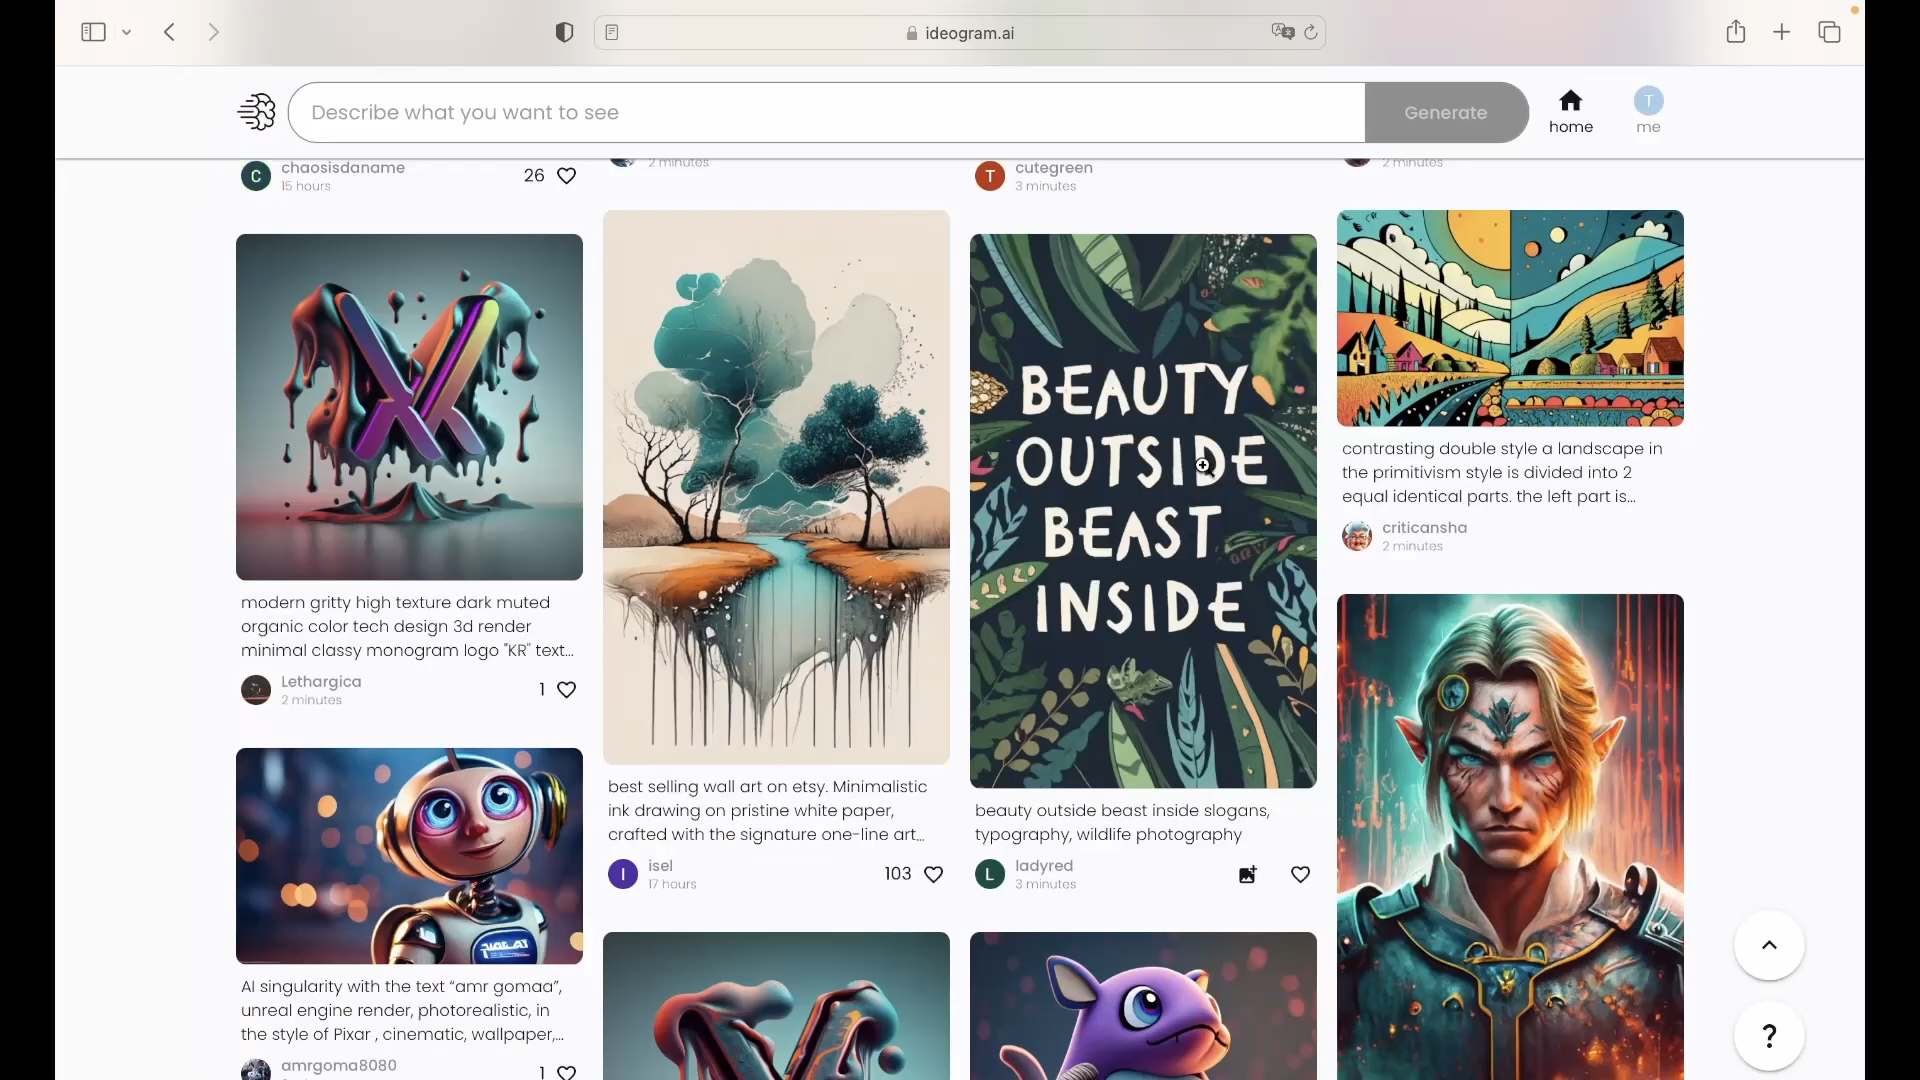 ideogram.ai
Describe what you want to see
Generate
home
T
me
C
chaosisdaname
15 hours
26
2 minutes
T
cutegreen
3 minutes
2 minutes
modern gritty high texture dark muted
organic color tech design 3d render
minimal classy monogram logo "KR" text...
Lethargica
2 minutes
1
AI singularity with the text “amr gomaa”,
unreal engine render, photorealistic, in
the style of Pixar , cinematic, wallpaper,...
amrgoma8080
1
best selling wall art on etsy. Minimalistic
ink drawing on pristine white paper,
crafted with the signature one-line art...
I
isel
17 hours
103
BEAUTY
OUTSIDE
BEAST
INSIDE
beauty outside beast inside slogans,
typography, wildlife photography
L
ladyred
3 minutes
contrasting double style a landscape in
the primitivism style is divided into 2
equal identical parts. the left part is...
criticansha
2 minutes
?